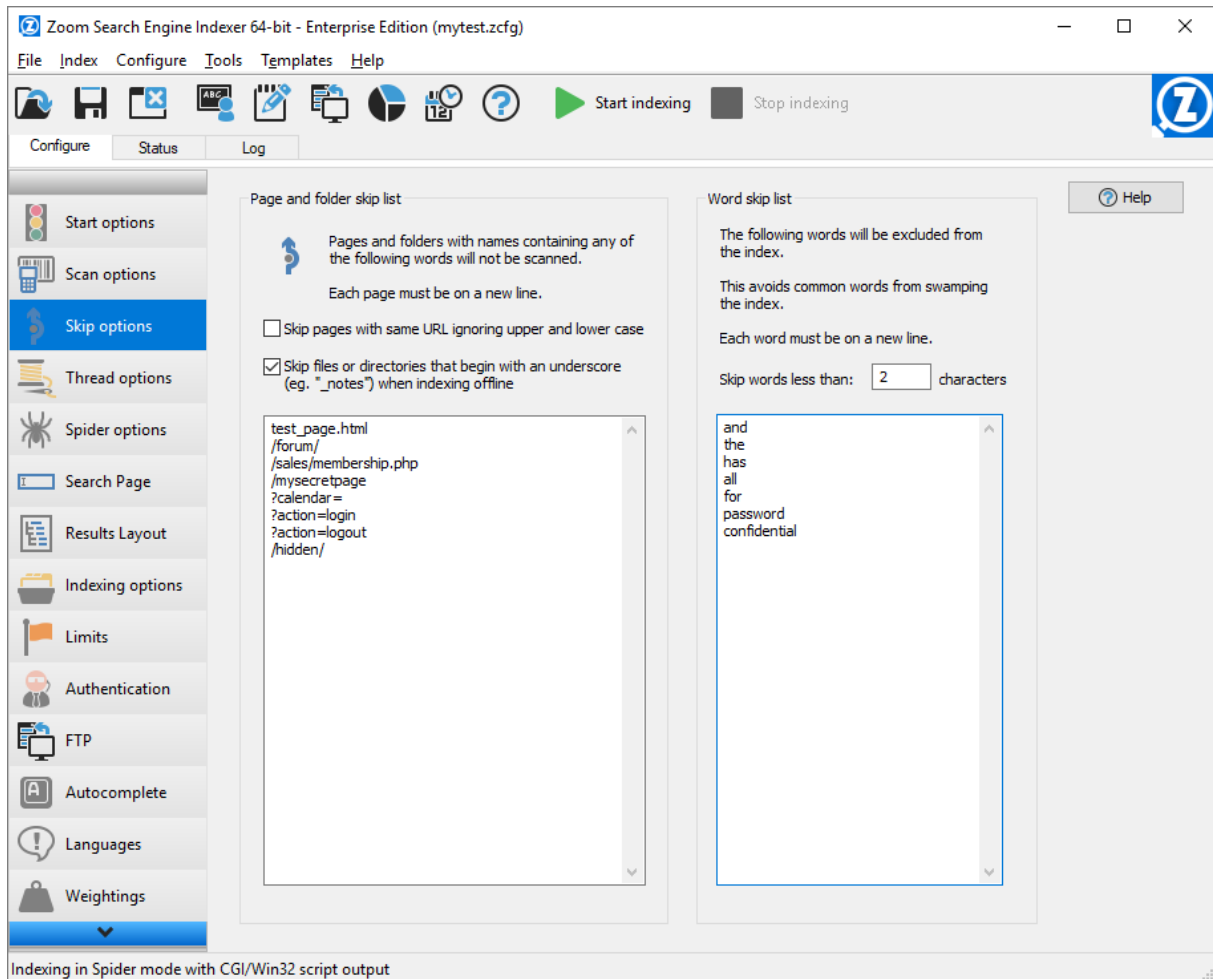 Zoom Search Engine Indexer 64-bit - Enterprise Edition (mytest.zcfg)
File Index Configure Tools Templates Help
ABC
12
Start indexing
Stop indexing
Z
Configure Status Log
Start options
Scan options
Skip options
Thread options
Spider options
Search Page
Results Layout
Indexing options
Limits
Authentication
FTP
Autocomplete
Languages
Weightings
Page and folder skip list
Pages and folders with names containing any of
the following words will not be scanned.
Each page must be on a new line.
Skip pages with same URL ignoring upper and lower case
Skip files or directories that begin with an underscore
(eg. "_notes") when indexing offline
test_page.html
/forum/
/sales/membership.php
/mysecretpage
?calendar=
?action=login
?action=logout
/hidden/
Word skip list
The following words will be excluded from
the index.
This avoids common words from swamping
the index.
Each word must be on a new line.
Skip words less than: 2 characters
and
the
has
all
for
password
confidential
Help
Indexing in Spider mode with CGI/Win32 script output